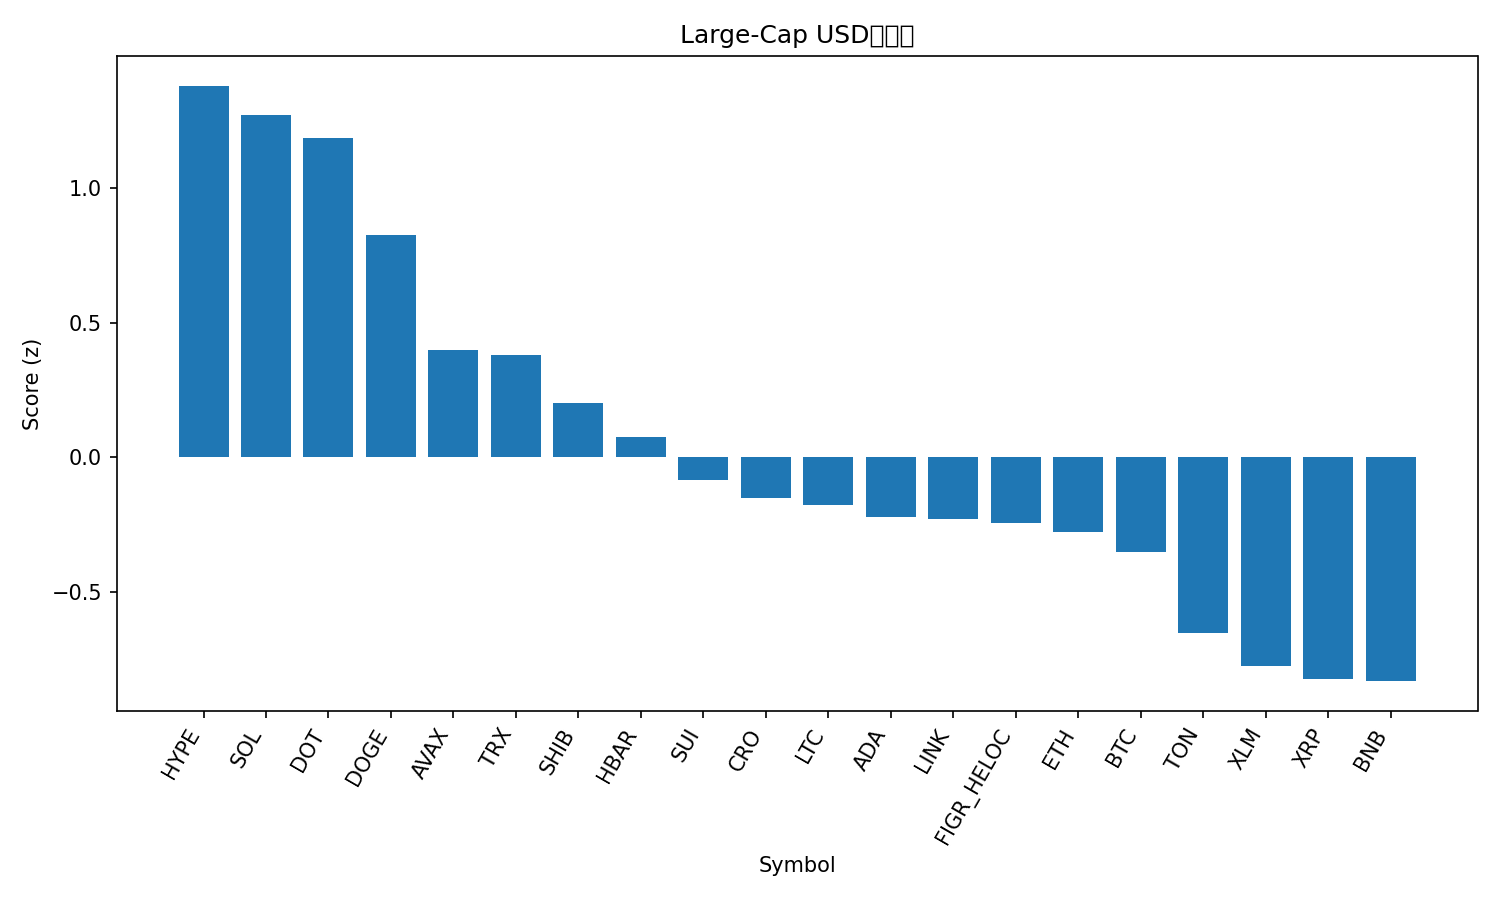 Large-Cap USD
Score (z)
1.0
0.5
0.0
−0.5
HYPE
SOL
DOT
DOGE
AVAX
TRX
SHIB
HBAR
SUI
CRO
LTC
ADA
LINK
FIGR_HELOC
ETH
BTC
TON
XLM
XRP
BNB
Symbol